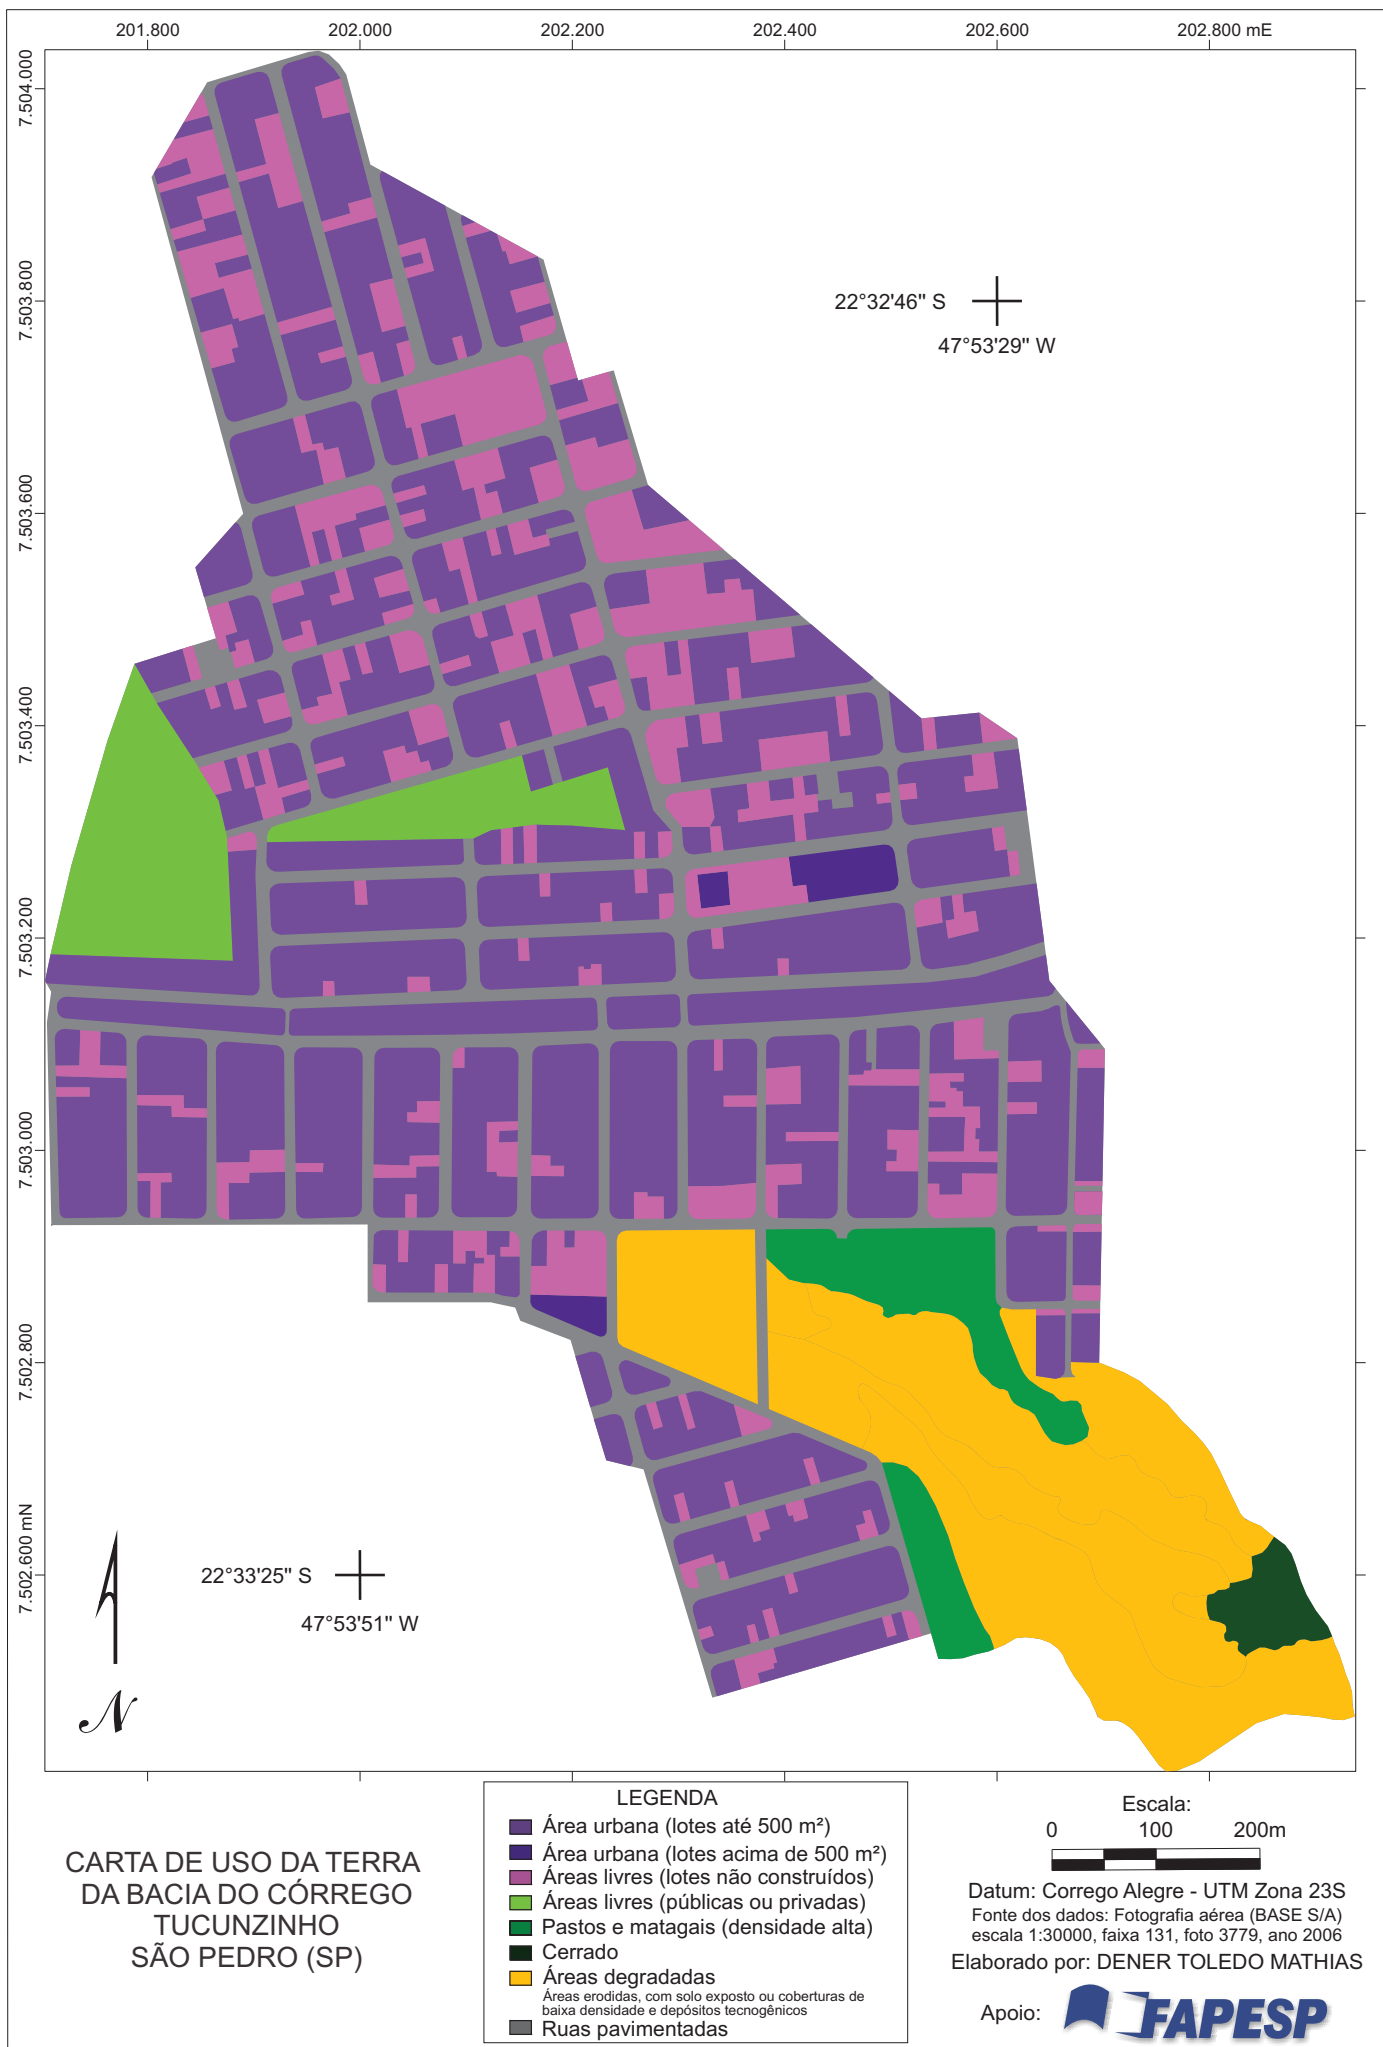 201.800 202.000 202.200 202.400 202.600 202.800 mE
7.504.000
7.503.800
7.503.600
7.503.400
7.503.200
7.503.000
7.502.800
7.502.600 mN
22°32'46" S
47°53'29" W
22°33'25" S
47°53'51" W
N
CARTA DE USO DA TERRA
DA BACIA DO CÓRREGO
TUCUNZINHO
SÃO PEDRO (SP)
LEGENDA
Área urbana (lotes até 500 m²)
Área urbana (lotes acima de 500 m²)
Áreas livres (lotes não construídos)
Áreas livres (públicas ou privadas)
Pastos e matagais (densidade alta)
Cerrado
Áreas degradadas
Áreas erodidas, com solo exposto ou coberturas de
baixa densidade e depósitos tecnogênicos
Ruas pavimentadas
Escala:
0 100 200m
Datum: Corrego Alegre - UTM Zona 23S
Fonte dos dados: Fotografia aérea (BASE S/A)
escala 1:30000, faixa 131, foto 3779, ano 2006
Elaborado por: DENER TOLEDO MATHIAS
Apoio: FAPESP